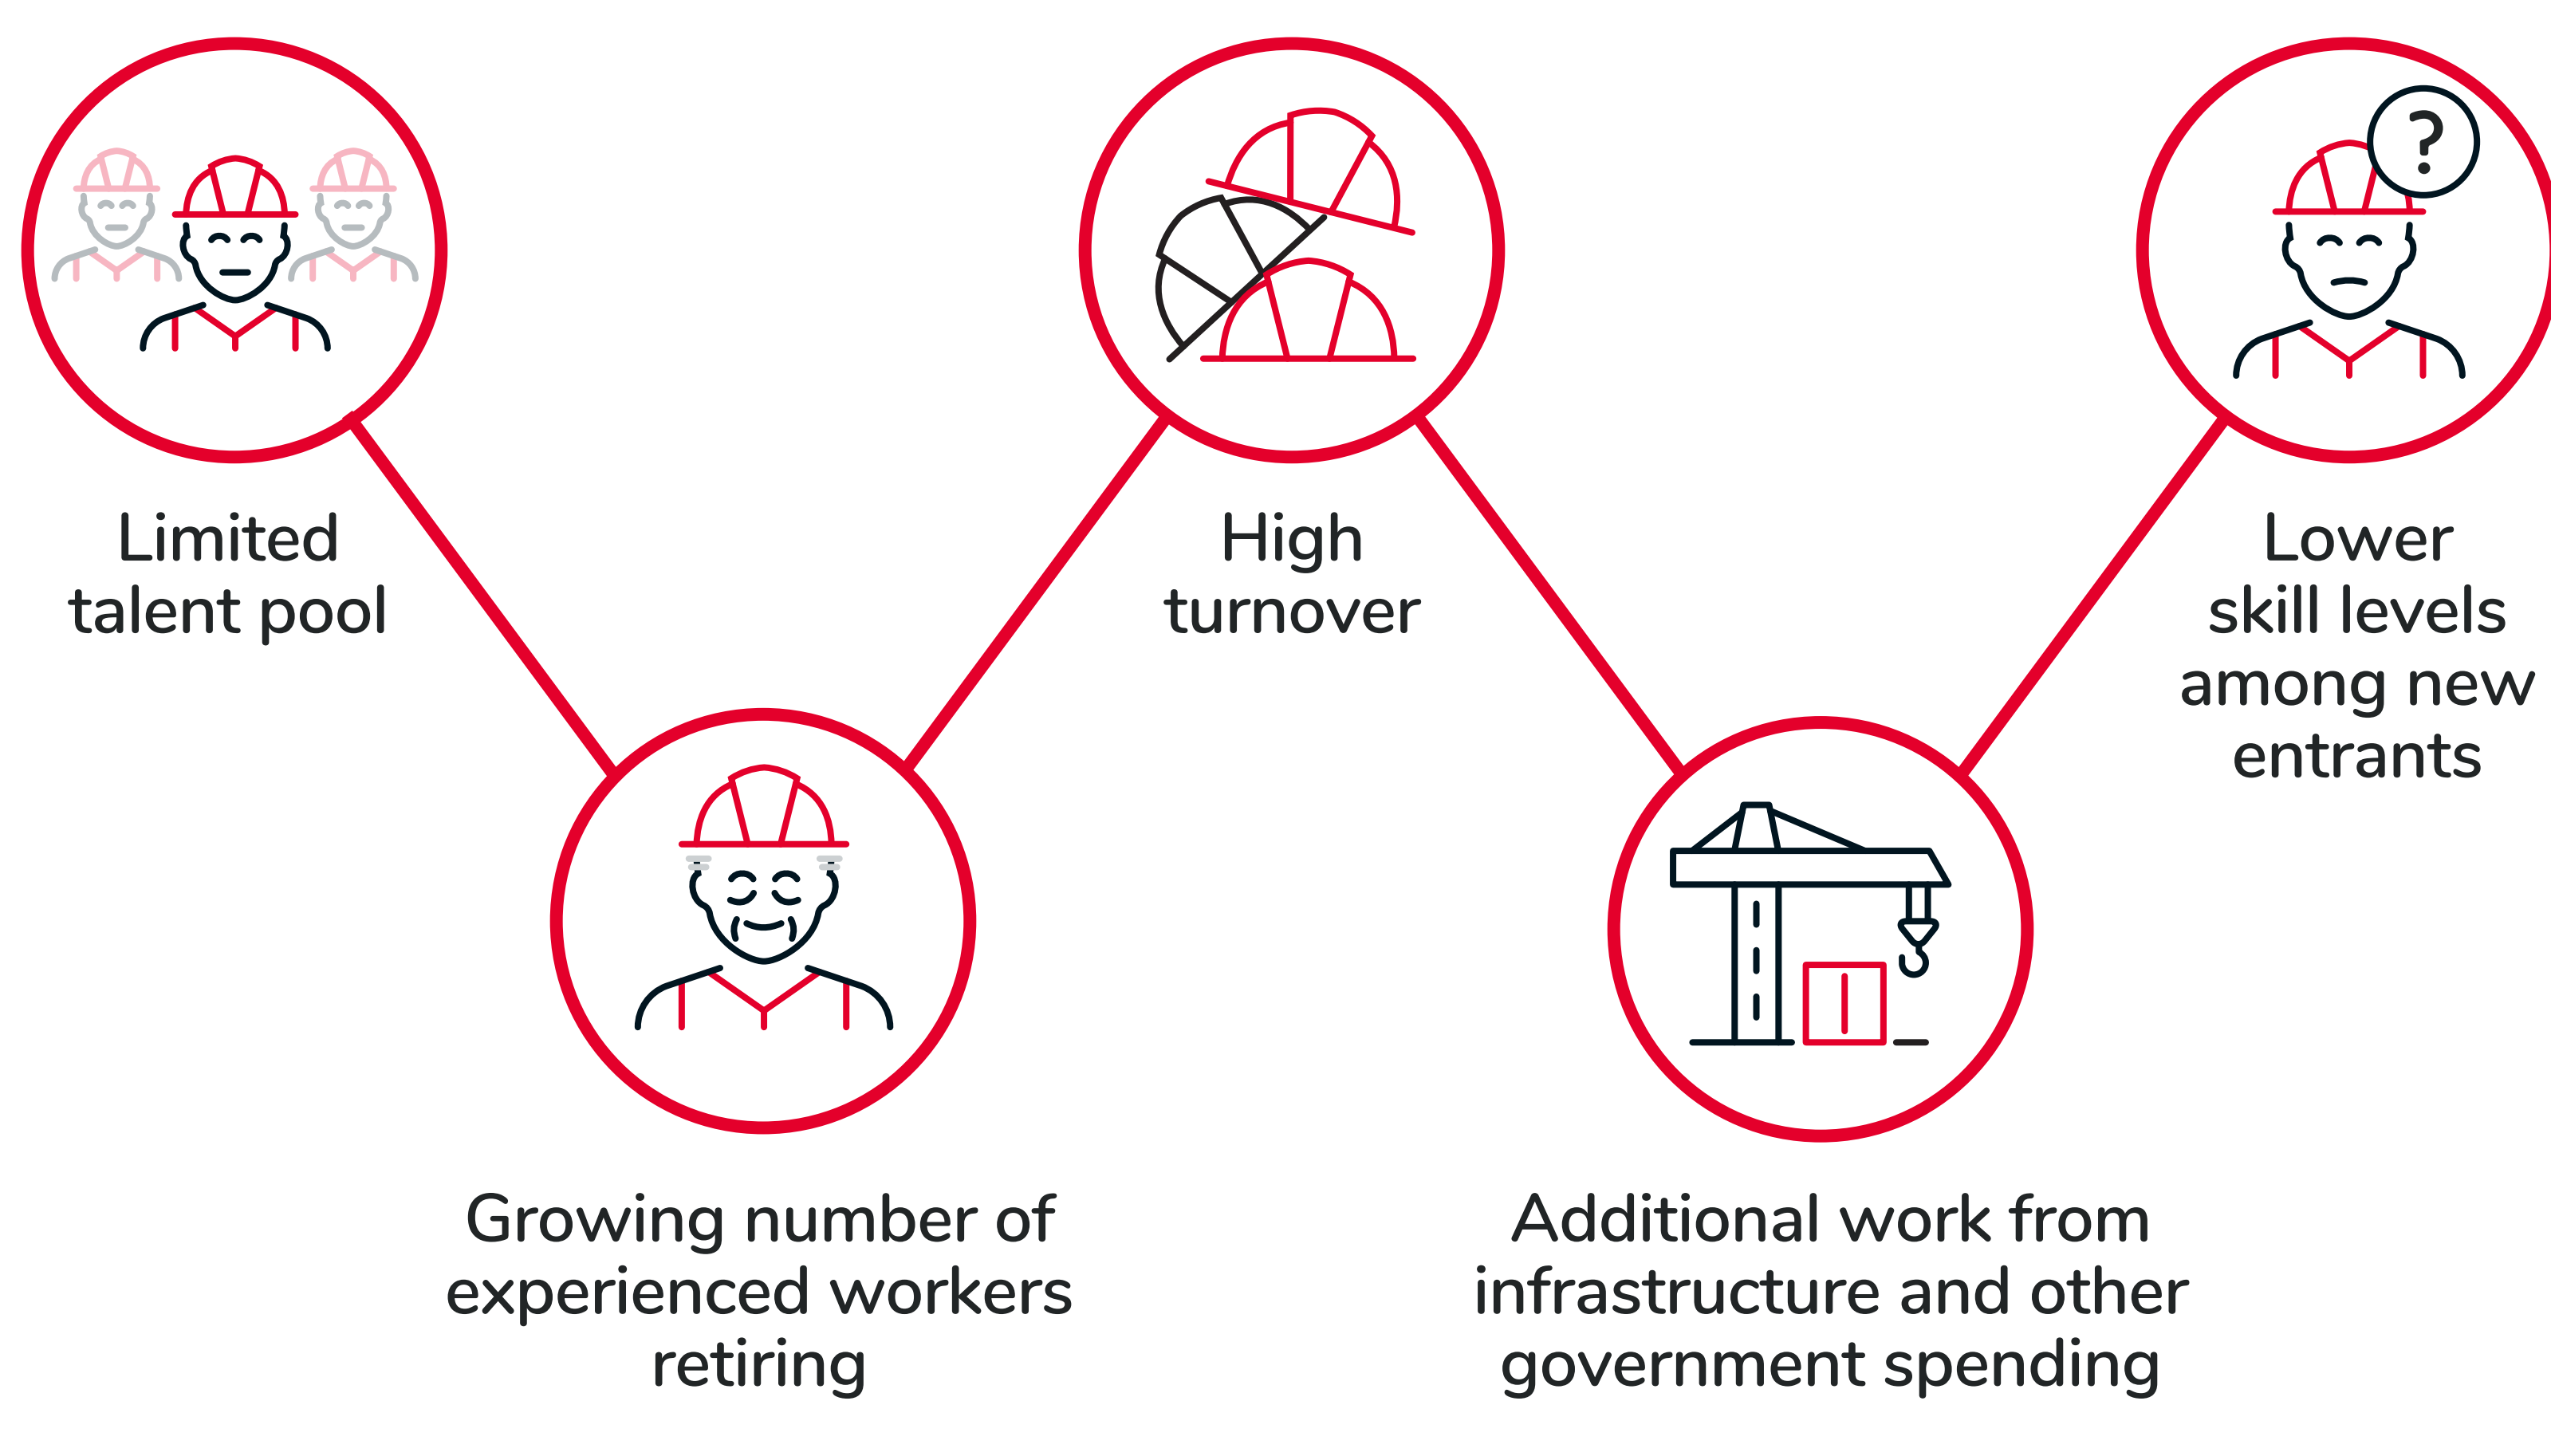 ?
Limited
talent pool
High
turnover
Lower
skill levels
among new
entrants
Growing number of
experienced workers
retiring
Additional work from
infrastructure and other
government spending